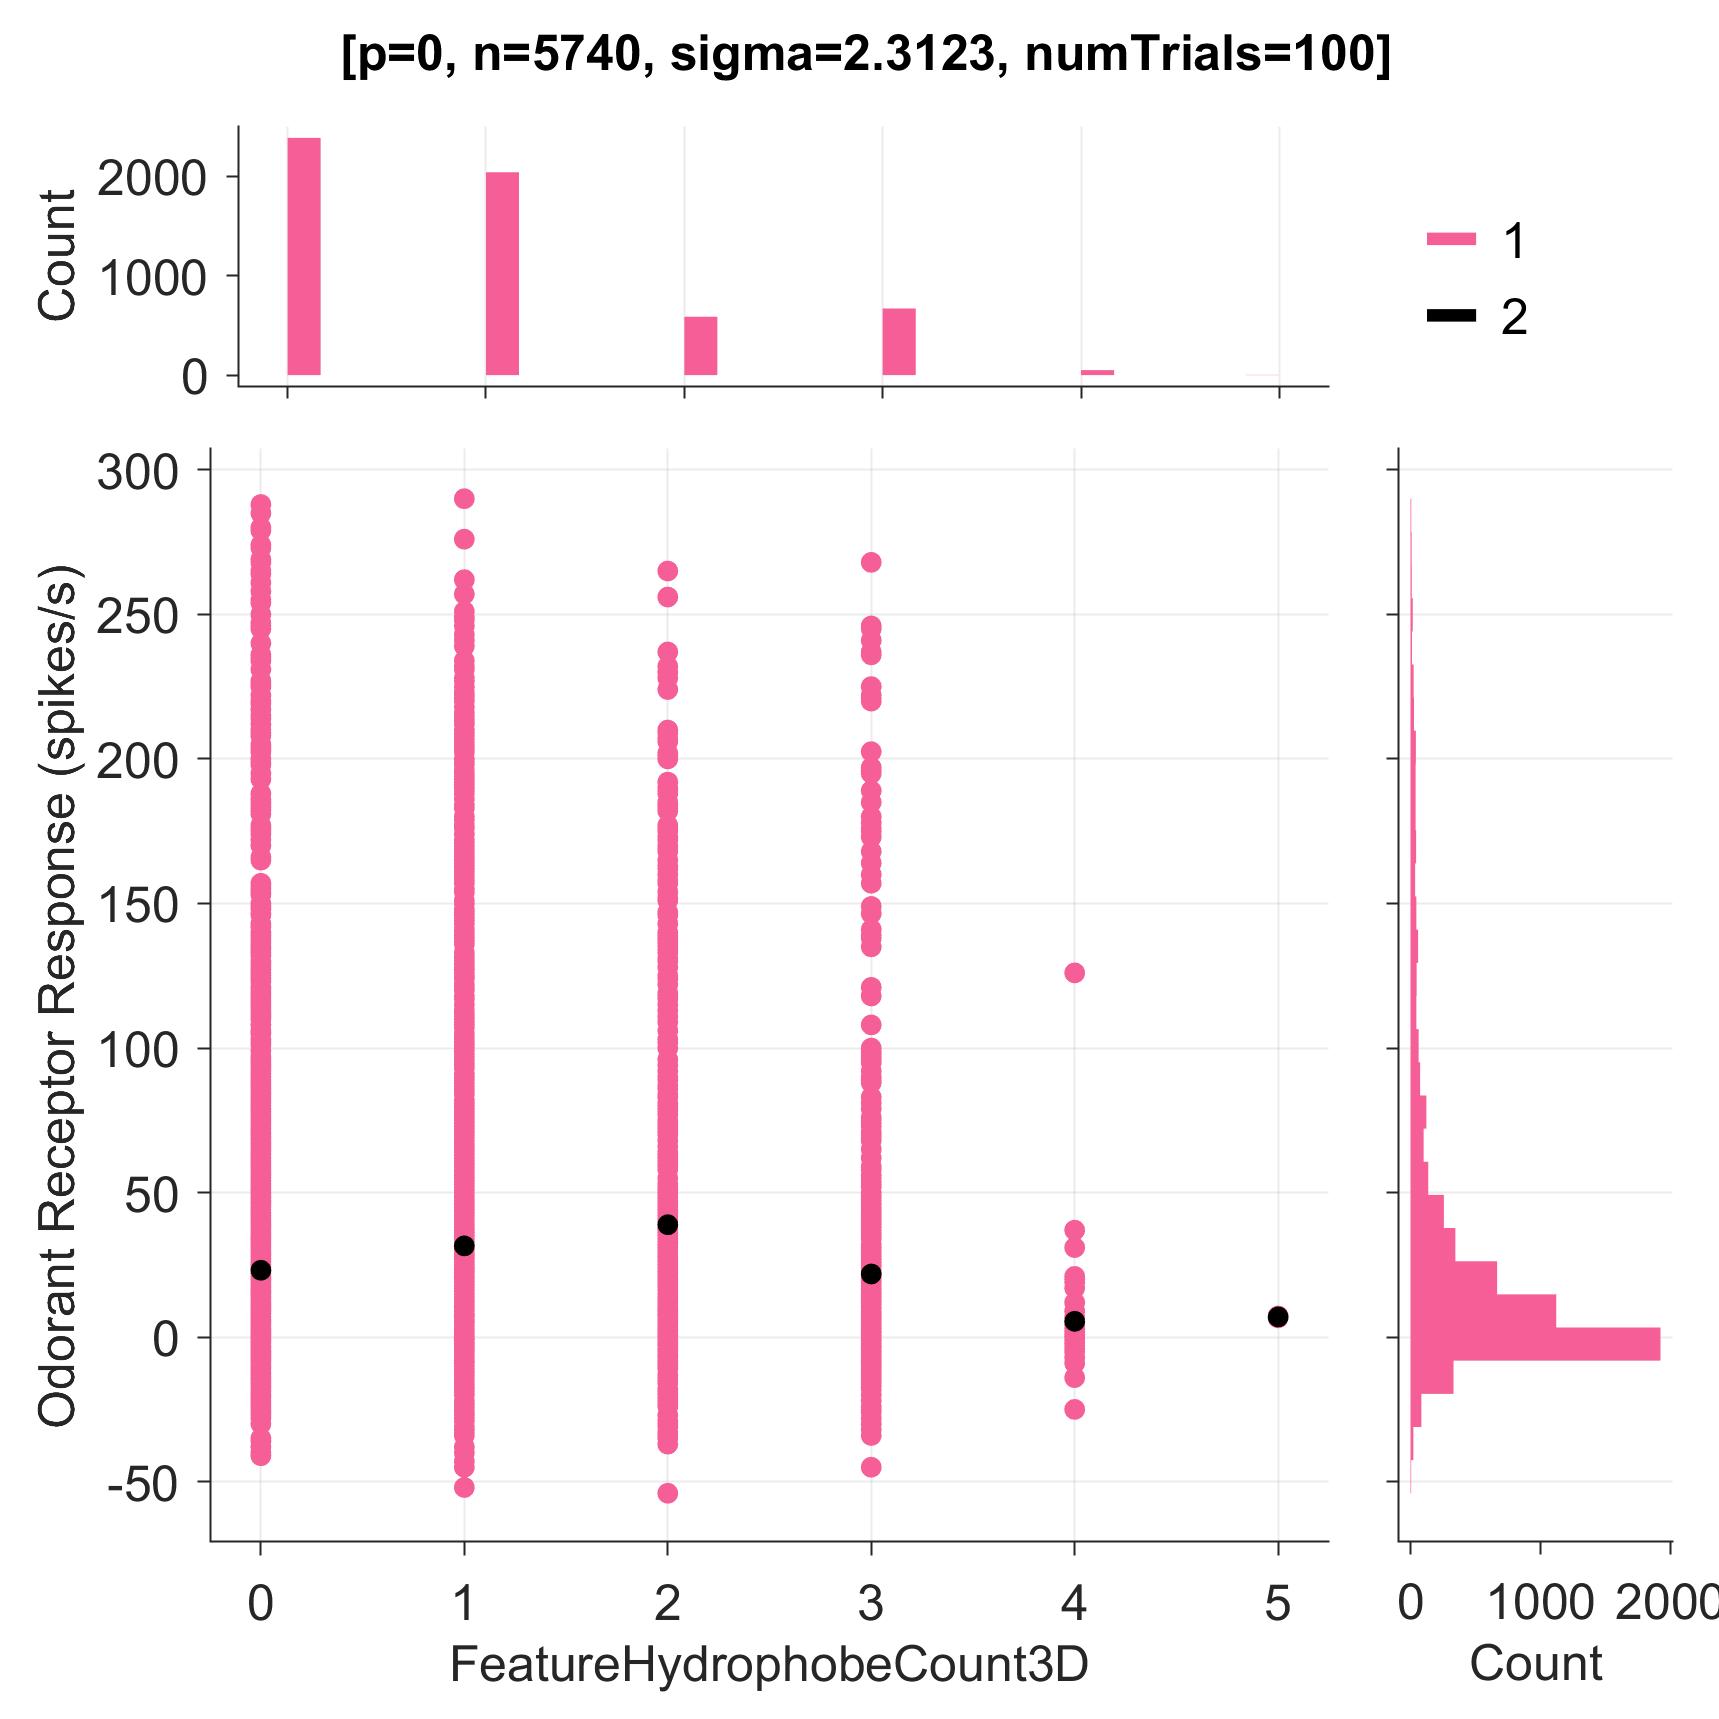 [p=0, n=5740, sigma=2.3123, numTrials=100]
Count
2000
1000
0
1
2
Odorant Receptor Response (spikes/s)
300
250
200
150
100
50
0
-50
0 1 2 3 4 5
FeatureHydrophobeCount3D
0 1000 2000
Count